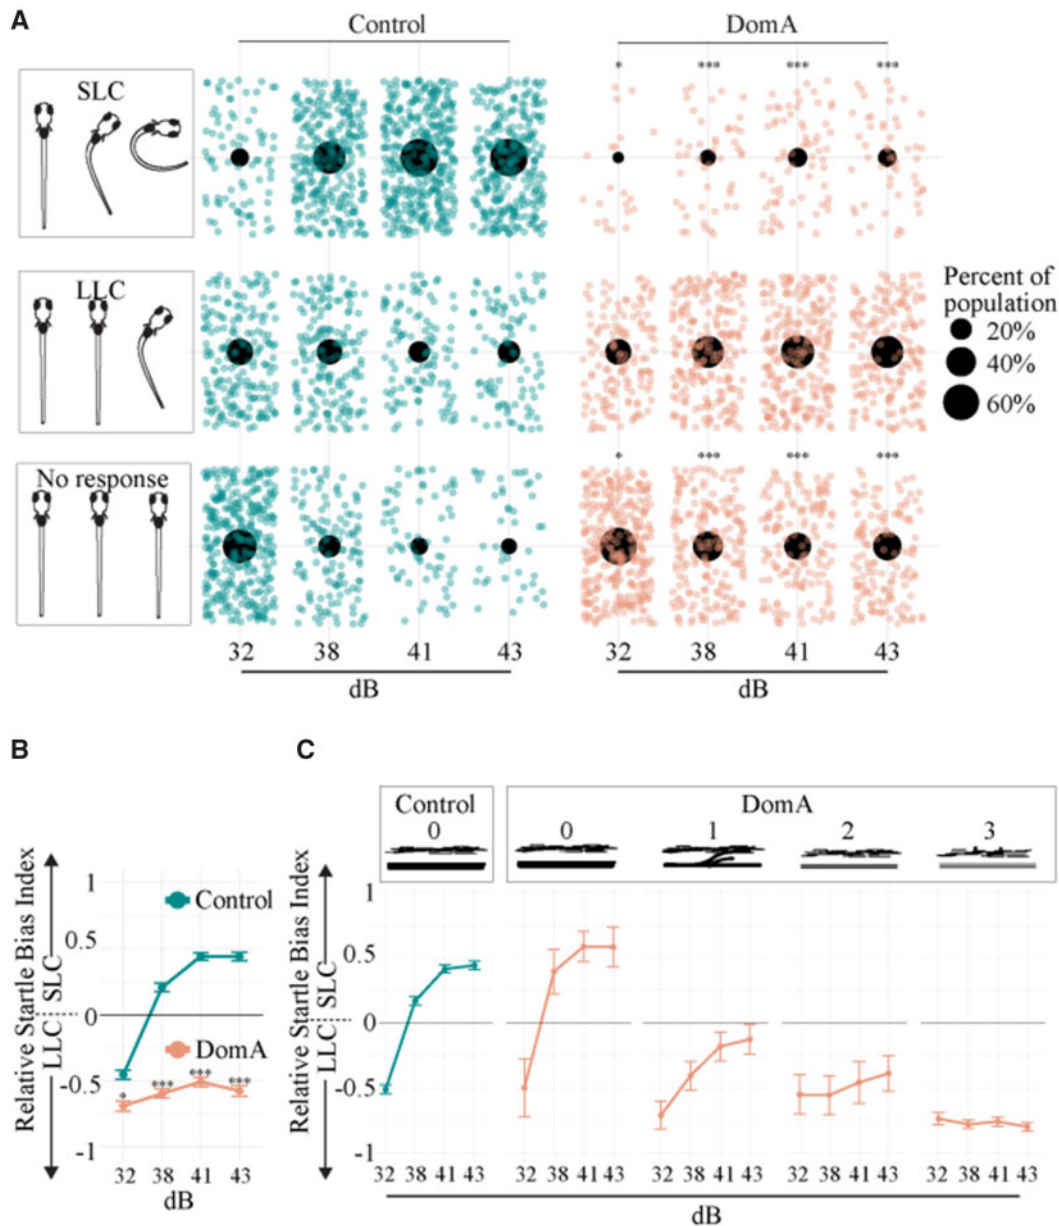 A
Control
DomA
SLC
* *** *** ***
LLC
Percent of
population
20%
40%
60%
No response
* *** *** ***
32 38 41 43
32 38 41 43
dB
dB
B
C
Control
0
DomA
0 1 2 3
Relative Startle Bias Index
LLC SLC
1
0.5
0
-0.5
-1
Control
DomA
* *** *** ***
32 38 41 43
dB
Relative Startle Bias Index
LLC SLC
1
0.5
0
-0.5
-1
32 38 41 43 32 38 41 43 32 38 41 43 32 38 41 43 32 38 41 43
dB